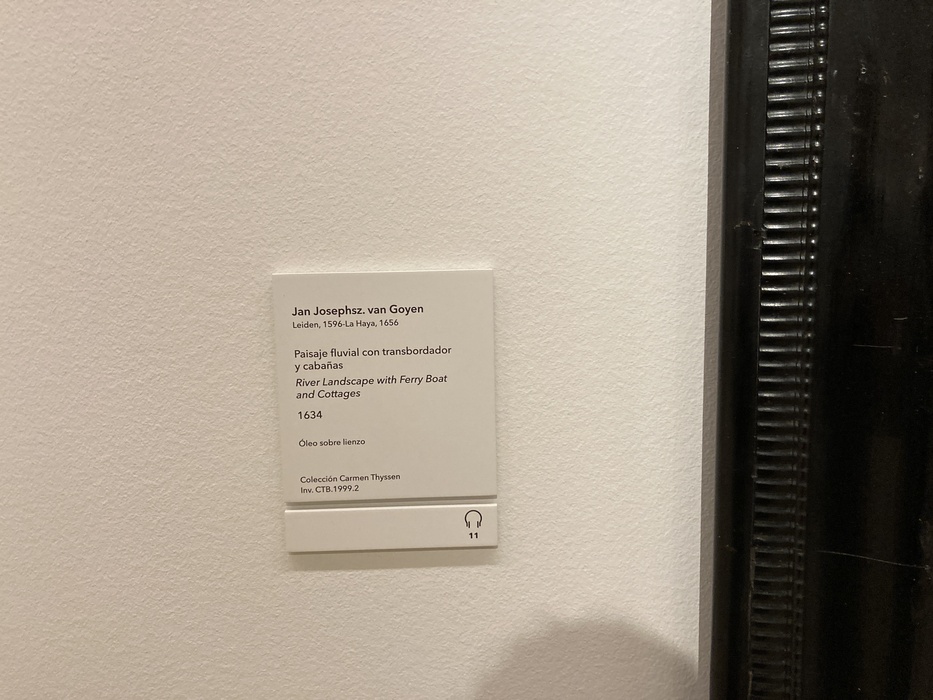 Jan Josephsz. van Goyen
Leiden, 1596-La Haya, 1656
Paisaje fluvial con transbordador
y cabañas
River Landscape with Ferry Boat
and Cottages
1634
Óleo sobre lienzo
Colección Carmen Thyssen
Inv. CTB.1999.2
11